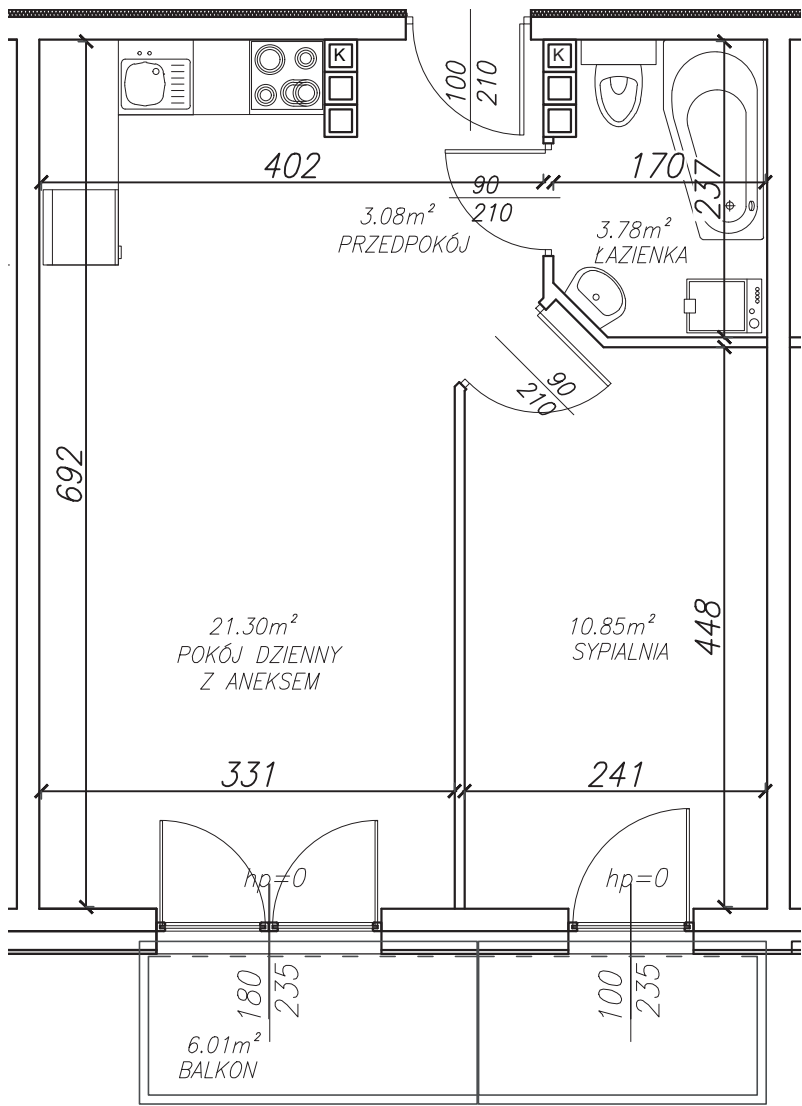 K
K
100
210
402
170
90
210
237
3.08m²
PRZEDPOKÓJ
3.78m²
ŁAZIENKA
90
210
692
448
21.30m²
POKÓJ DZIENNY
Z ANEKSEM
10.85m²
SYPIALNIA
331
241
hp=0
hp=0
180
235
100
235
6.01m²
BALKON